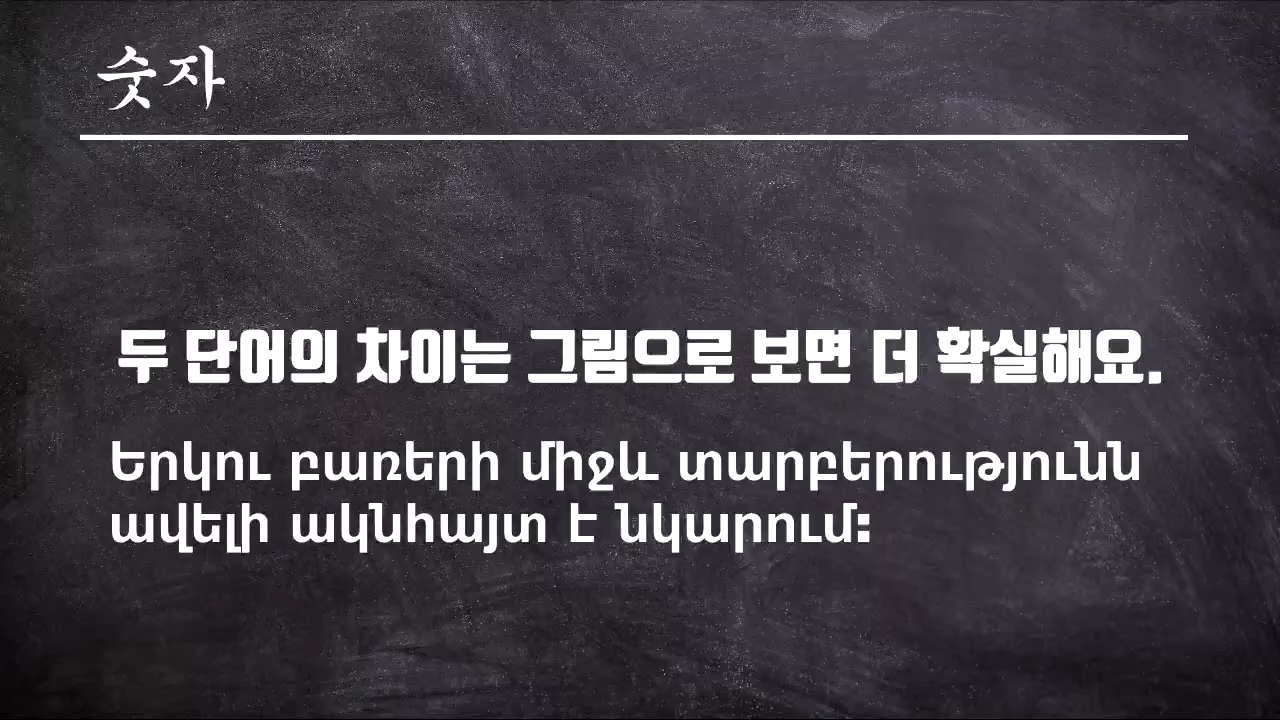 숫자
두 단어의 차이는 그림으로 보면 더 확실해요.
Երկու բառերի միջև տարբերությունն
ավելի ակնհայտ է նկարում: